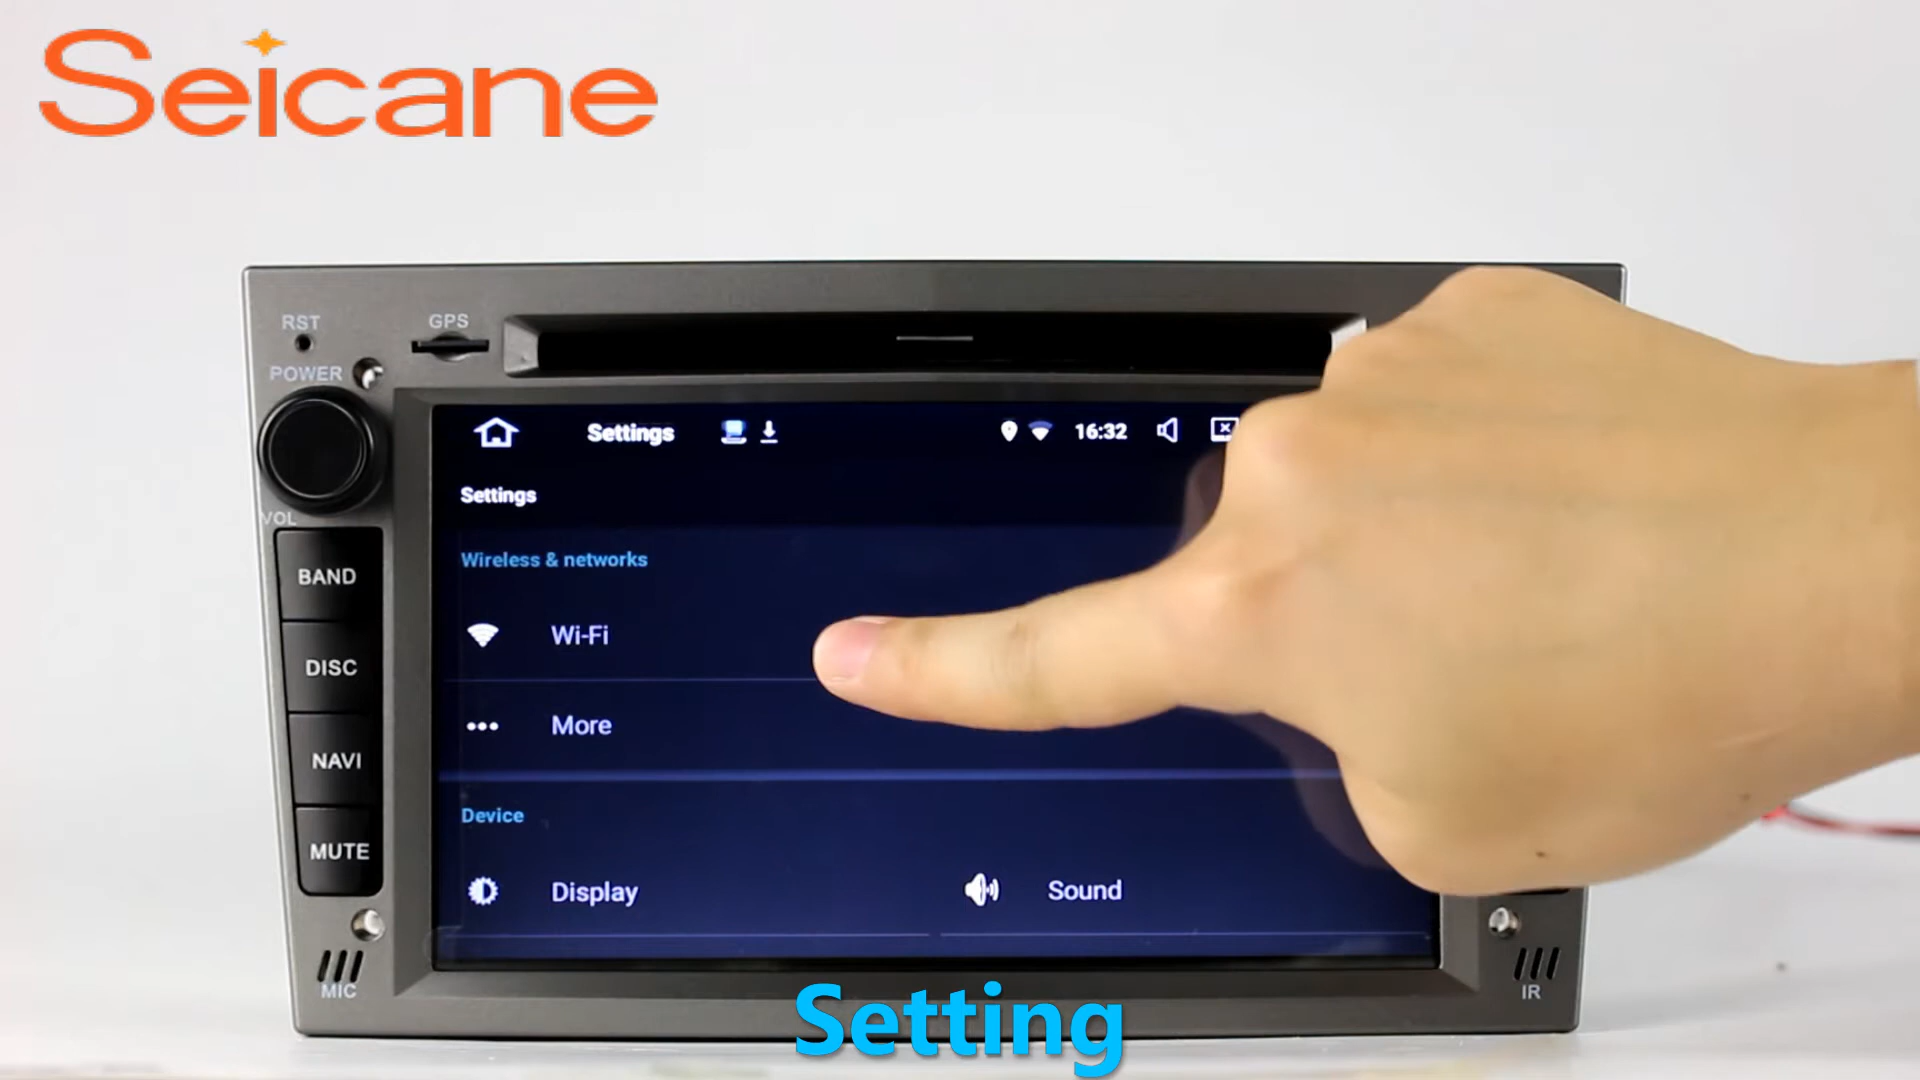 Seicane
RST
GPS
POWER
VOL
Settings
16:32
Settings
Wireless & networks
BAND
Wi-Fi
DISC
More
NAVI
Device
MUTE
Display
Sound
MIC
IR
Setting